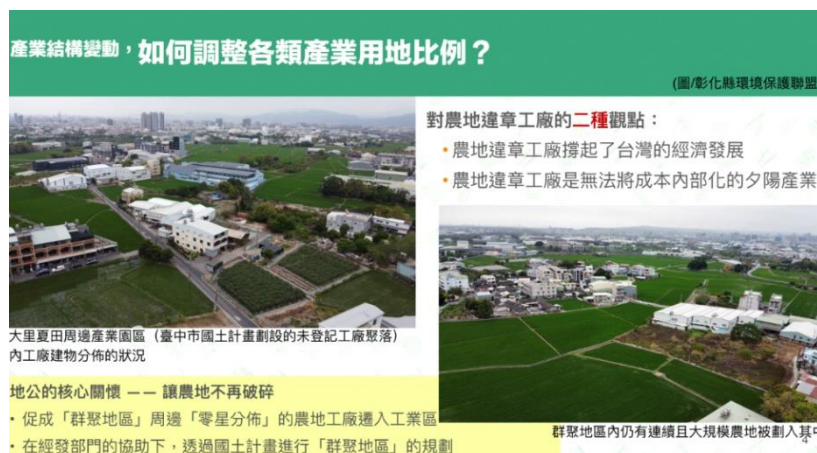 產業結構變動，如何調整各類產業用地比例？
(圖/彰化縣環境保護聯盟
對農地違章工廠的二種觀點：
•農地違章工廠撐起了台灣的經濟發展
•農地違章工廠是無法將成本內部化的夕陽產業
大里夏田周邊產業園區（臺中市國土計畫劃設的未登記工廠聚落）
內工廠建物分佈的狀況
地公的核心關懷 —— 讓農地不再破碎
• 促成「群聚地區」周邊「零星分佈」的農地工廠遷入工業區
• 在經發部門的協助下，透過國土計畫進行「群聚地區」的規劃
群聚地區內仍有連續且大規模農地被劃入其中
4